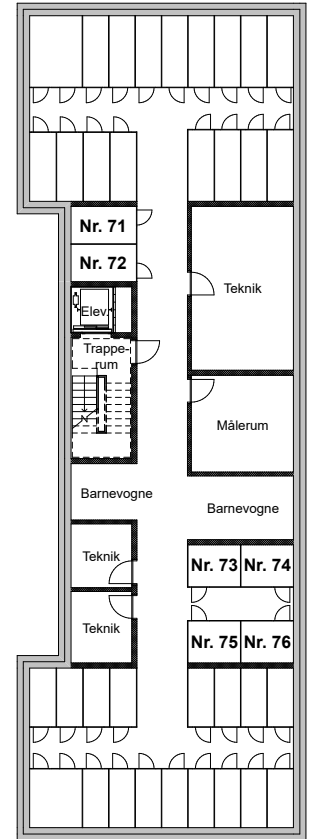 Nr. 71
Nr. 72
Teknik
Elev.
Trappe-
rum
Målerum
Barnevogne
Barnevogne
Teknik
Nr. 73 Nr. 74
Teknik
Nr. 75 Nr. 76